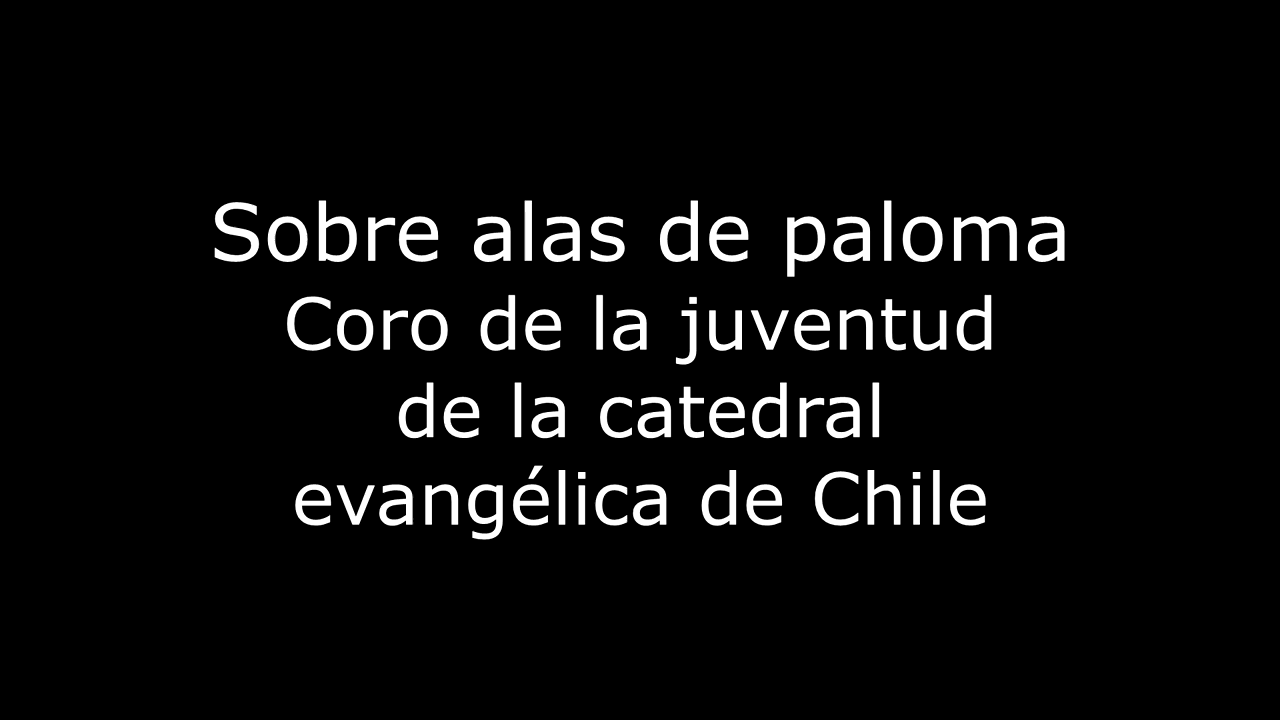 Sobre alas de paloma
Coro de la juventud
de la catedral
evangélica de Chile